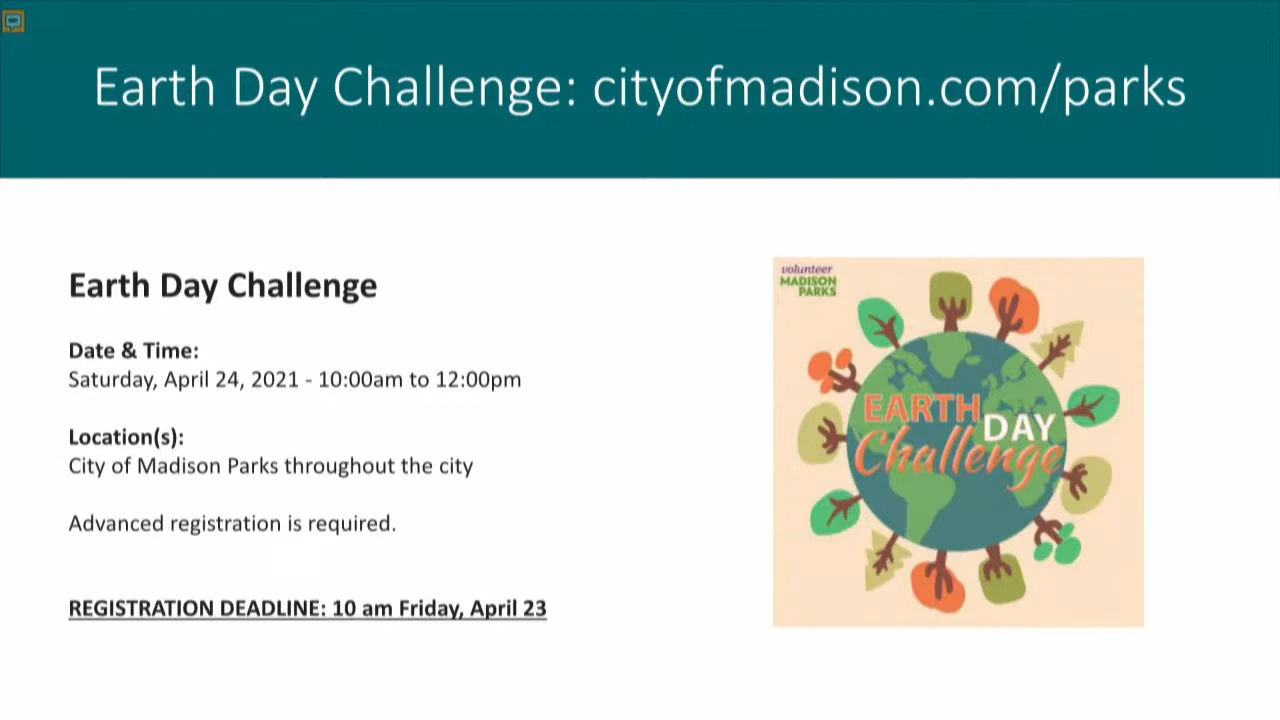 Earth Day Challenge: cityofmadison.com/parks
Earth Day Challenge
Date & Time:
Saturday, April 24, 2021 - 10:00am to 12:00pm
Location(s):
City of Madison Parks throughout the city
Advanced registration is required.
REGISTRATION DEADLINE: 10 am Friday, April 23
volunteer
MADISON
PARKS
EARTH
DAY
Challenge